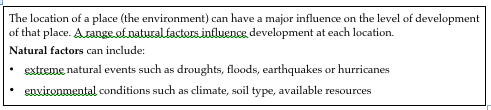 The location of a place (the environment) can have a major influence on the level of development
of that place. A range of natural factors influence development at each location.
Natural factors can include:
• extreme natural events such as droughts, floods, earthquakes or hurricanes
• environmental conditions such as climate, soil type, available resources